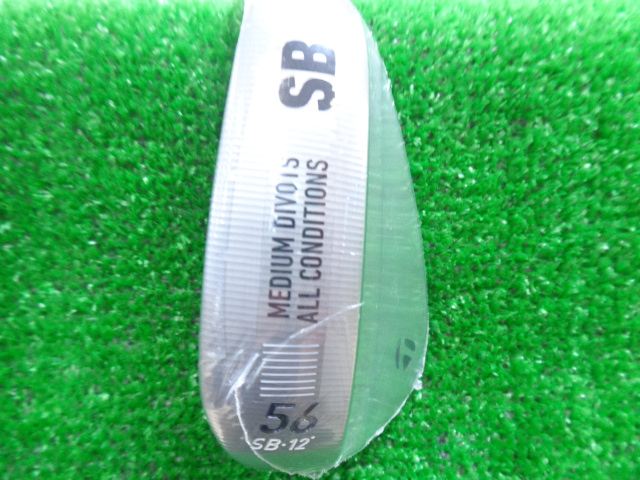 SB
MEDIUM DIVOTS
ALL CONDITIONS
56
SB·12°